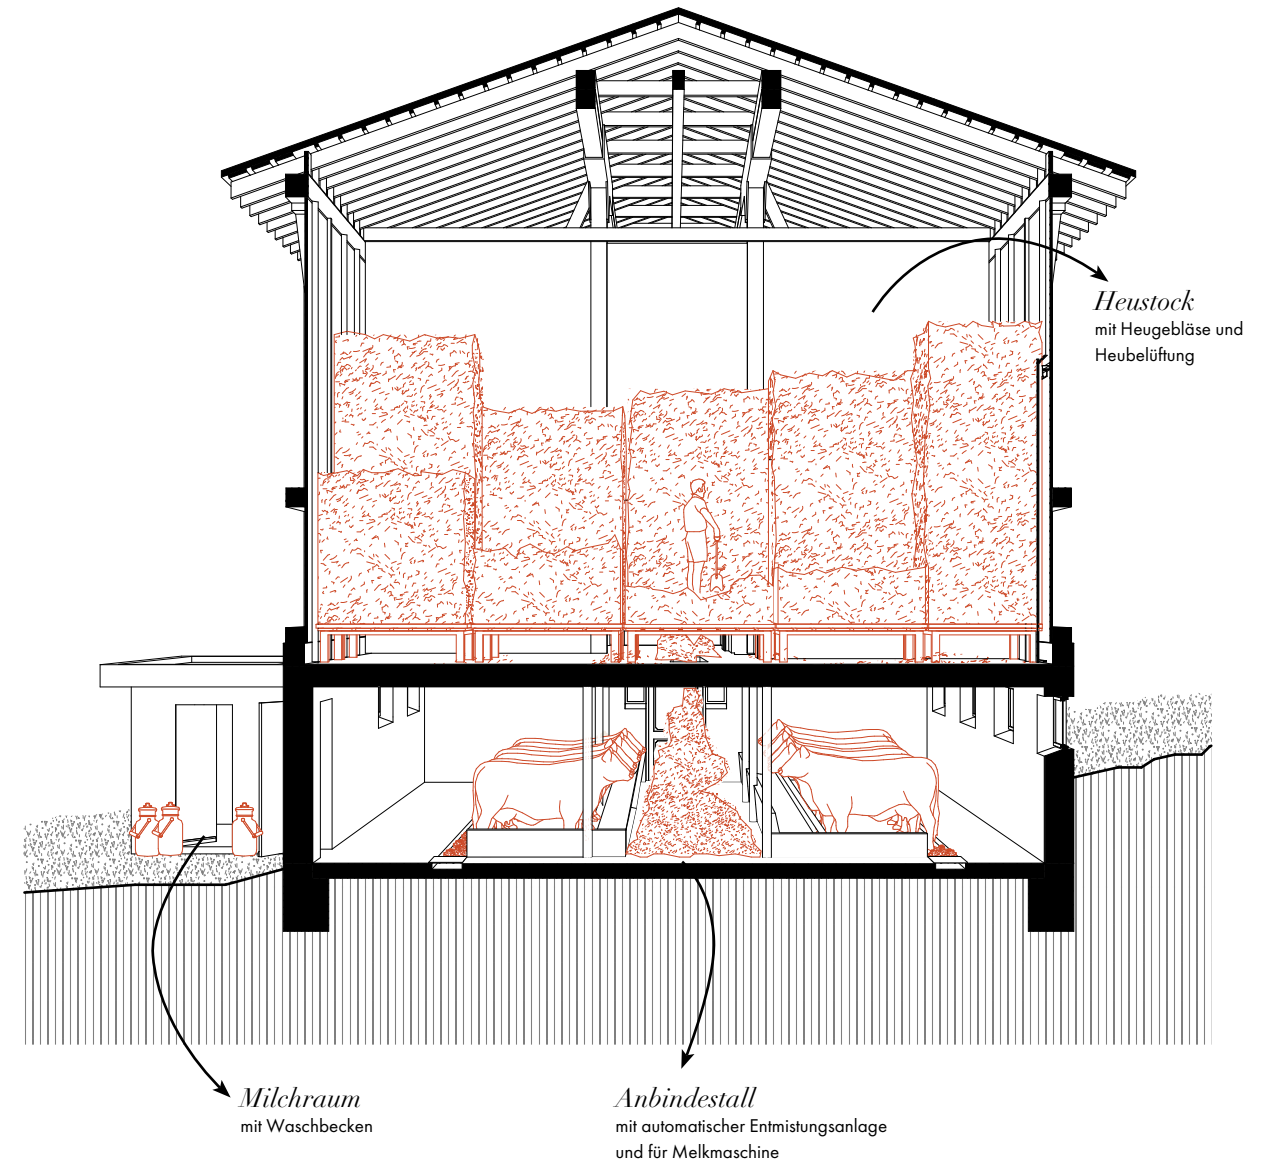 Heustock
mit Heugebläse und
Heubelüftung
Milchraum
mit Waschbecken
Anbindestall
mit automatischer Entmistungsanlage
und für Melkmaschine